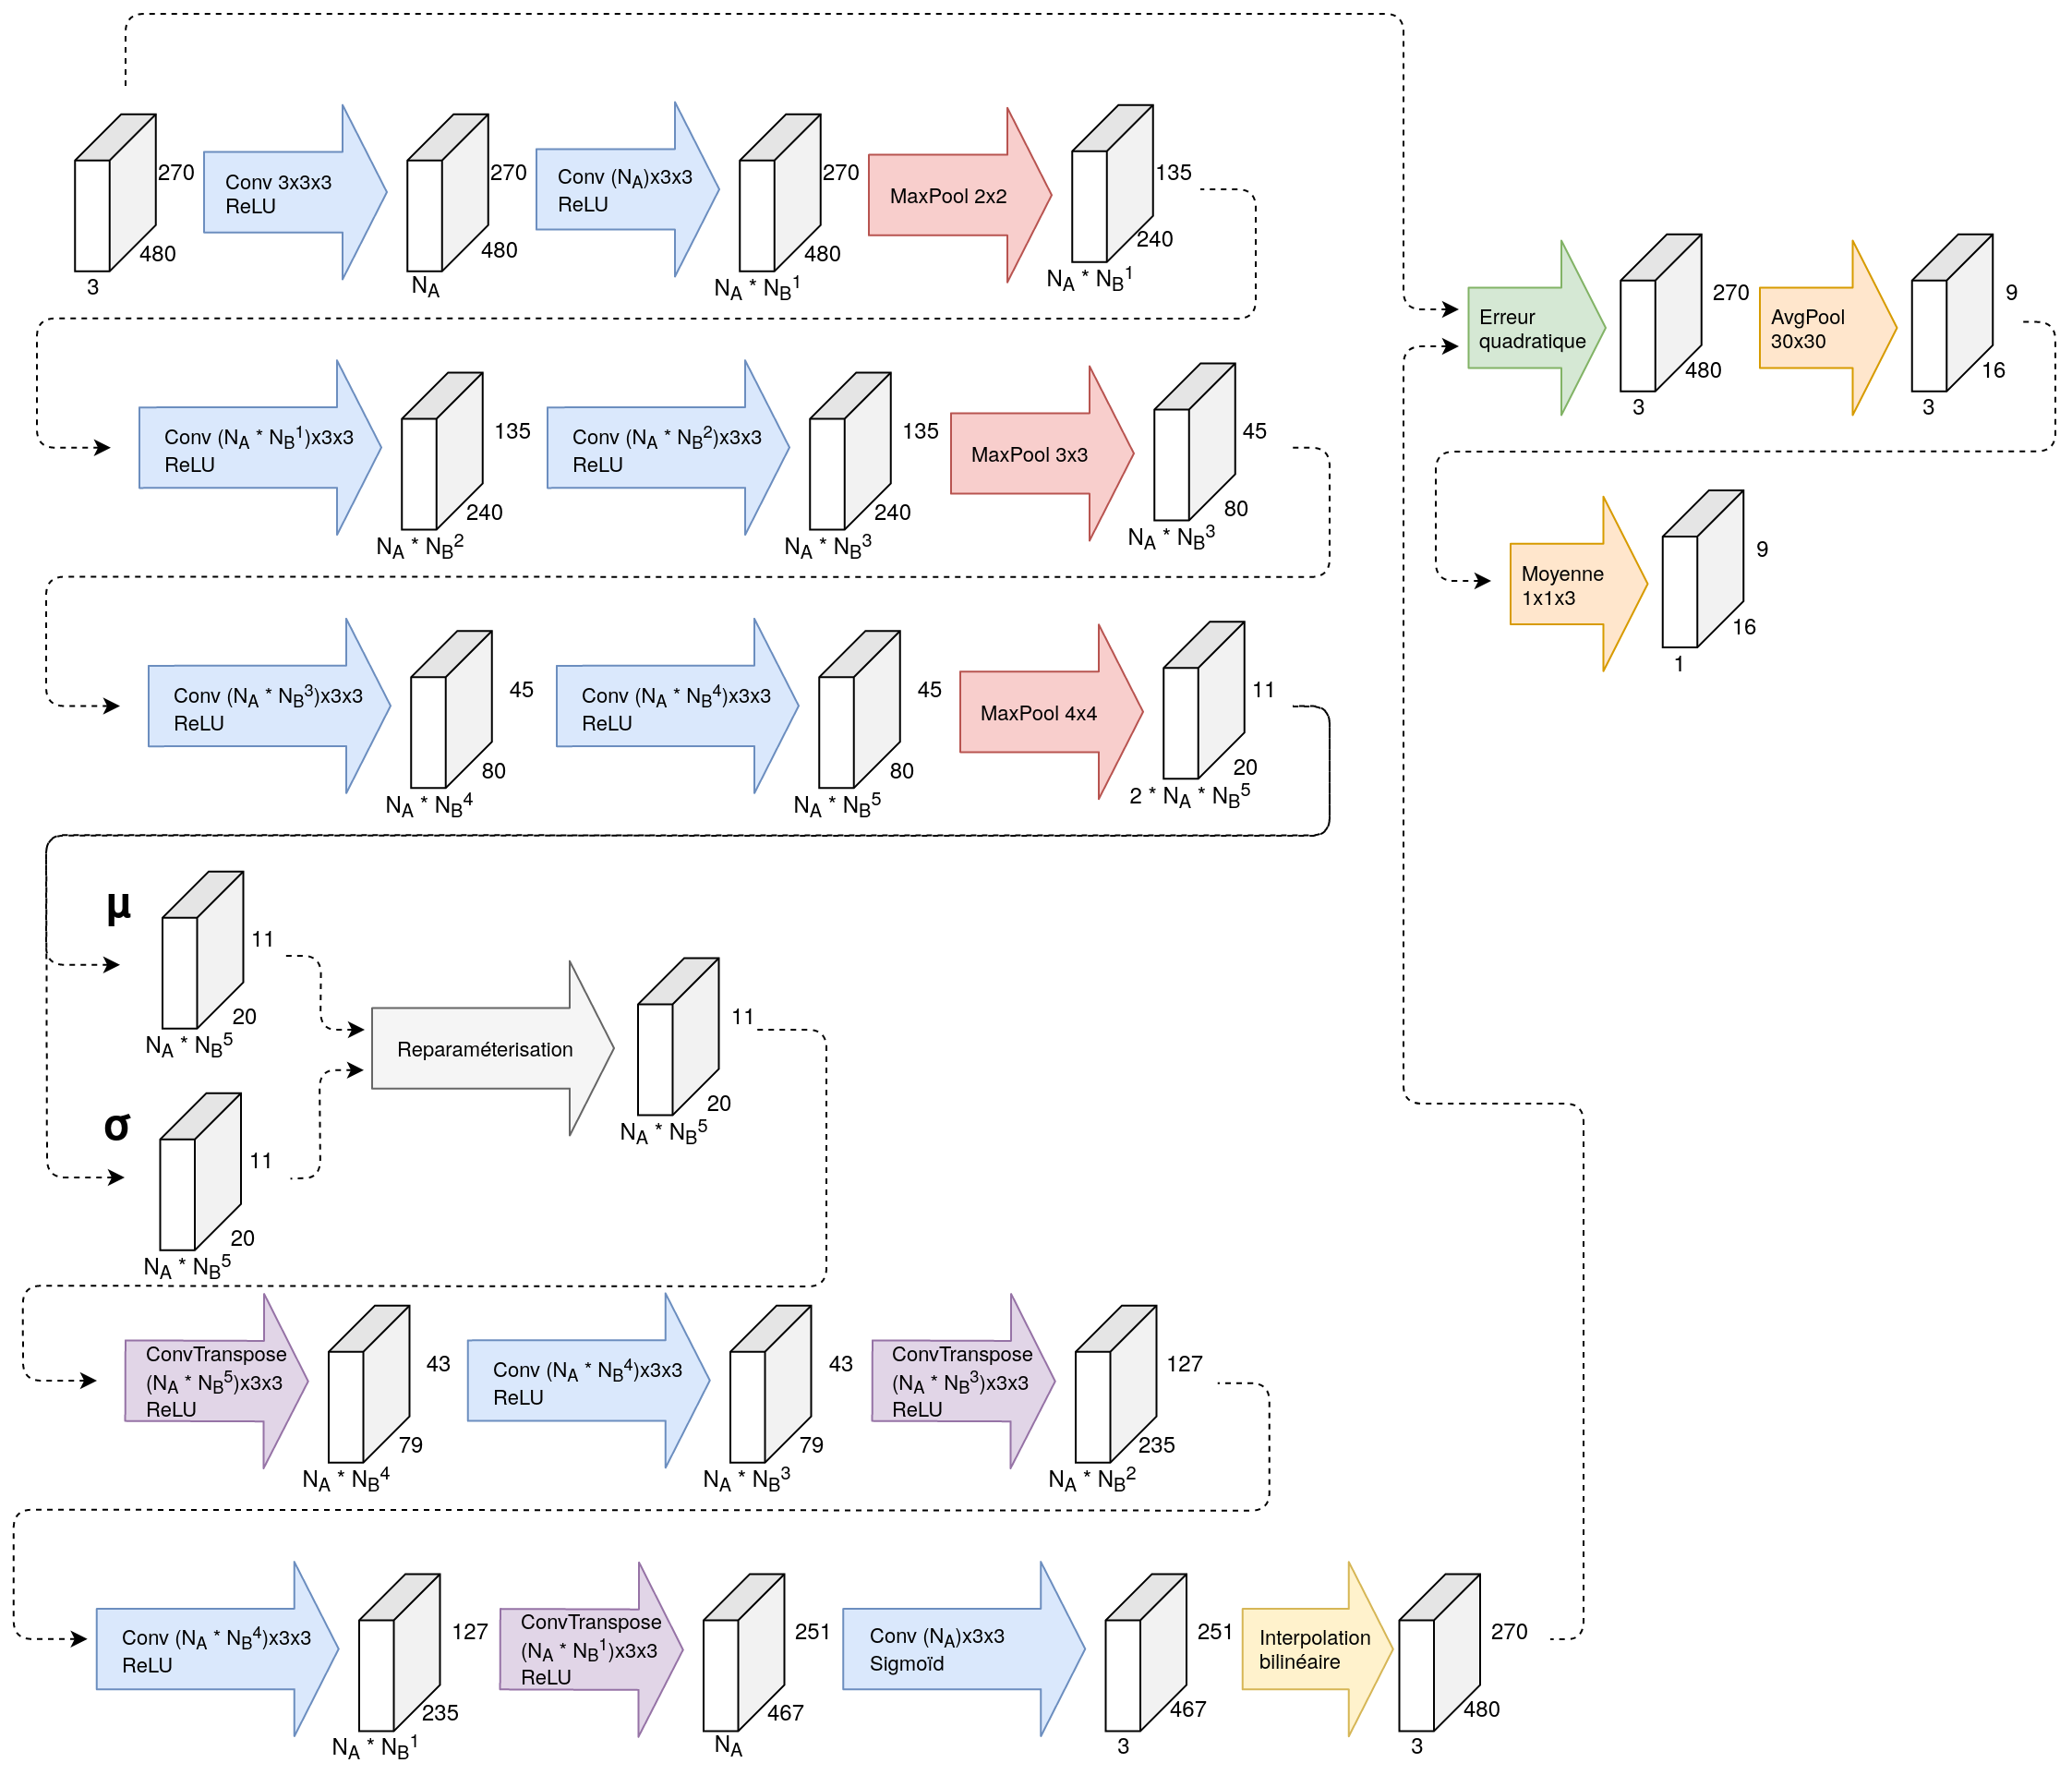 270
480
3
Conv 3x3x3
ReLU
270
480
N_A
Conv (N_A)x3x3
ReLU
270
480
N_A * N_B^1
MaxPool 2x2
135
240
N_A * N_B^1
Conv (N_A * N_B^1)x3x3
ReLU
135
240
N_A * N_B^2
Conv (N_A * N_B^2)x3x3
ReLU
135
240
N_A * N_B^3
MaxPool 3x3
45
80
N_A * N_B^3
Conv (N_A * N_B^3)x3x3
ReLU
45
80
N_A * N_B^4
Conv (N_A * N_B^4)x3x3
ReLU
45
80
N_A * N_B^5
MaxPool 4x4
11
20
2 * N_A * N_B^5
μ
11
20
N_A * N_B^5
σ
11
20
N_A * N_B^5
Reparaméterisation
11
20
N_A * N_B^5
ConvTranspose
(N_A * N_B^5)x3x3
ReLU
43
79
N_A * N_B^4
Conv (N_A * N_B^4)x3x3
ReLU
43
79
N_A * N_B^3
ConvTranspose
(N_A * N_B^3)x3x3
ReLU
127
235
N_A * N_B^2
Conv (N_A * N_B^4)x3x3
ReLU
127
235
N_A * N_B^1
ConvTranspose
(N_A * N_B^1)x3x3
ReLU
251
467
N_A
Conv (N_A)x3x3
Sigmoïd
251
467
3
Interpolation
bilinéaire
270
480
3
Erreur
quadratique
270
480
3
AvgPool
30x30
9
16
3
Moyenne
1x1x3
9
16
1